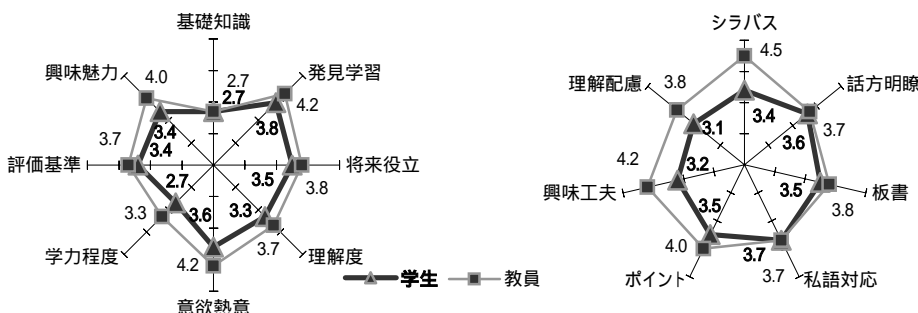 基礎知識
興味魅力
4.0
2.7
2.7
発見学習
4.2
3.8
3.4
3.7
3.4
評価基準
将来役立
3.5
3.8
2.7
3.6
3.3
3.3
学力程度
4.2
3.7
理解度
意欲熱意
学生
教員
シラバス
4.5
理解配慮
3.8
話方明瞭
3.4
3.7
3.1
3.6
4.2
3.2
興味工夫
板書
3.5
3.8
3.5
4.0
3.7
3.7
ポイント
私語対応